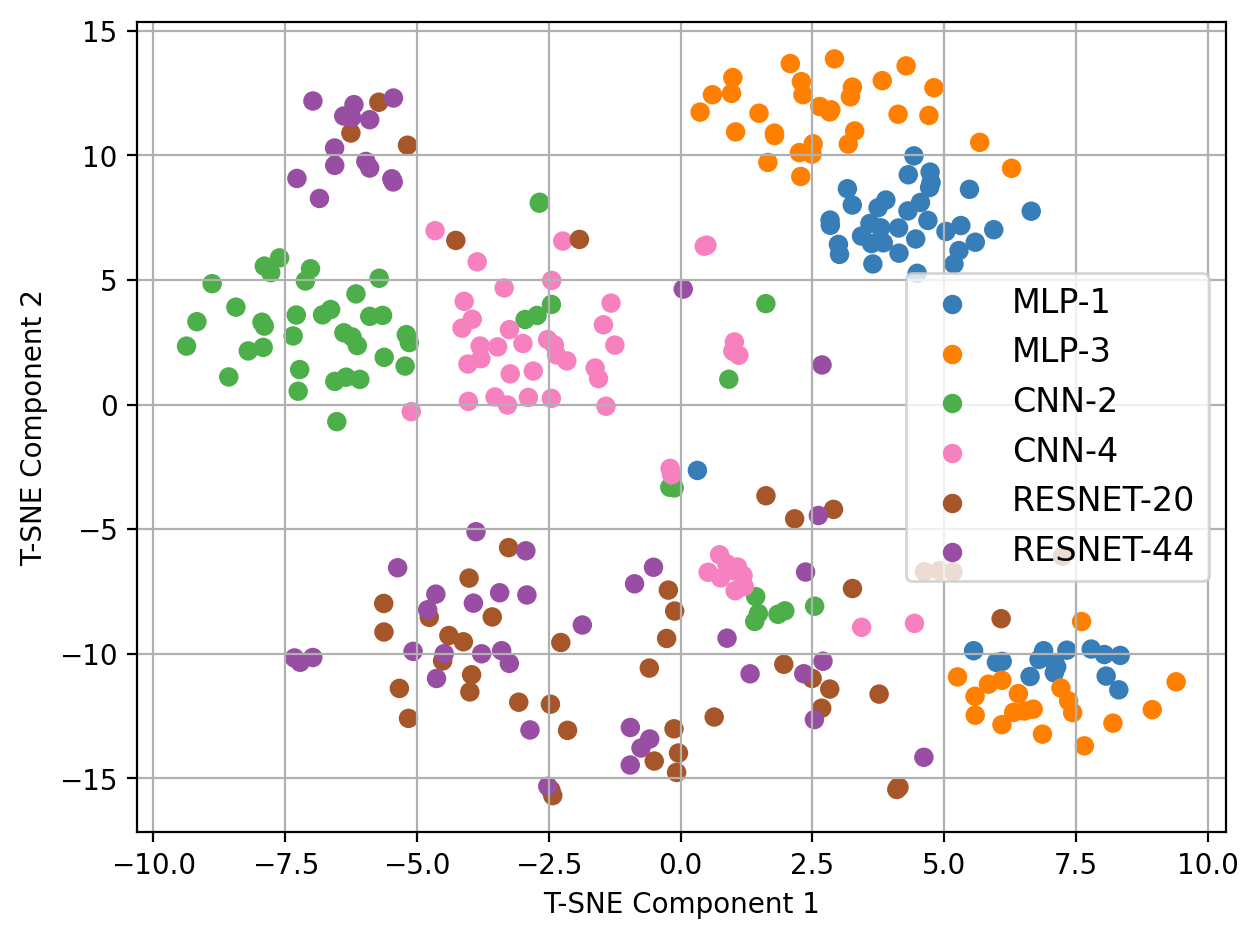 15
10
5
0
−5
−10
−15
T-SNE Component 2
MLP-1
MLP-3
CNN-2
CNN-4
RESNET-20
RESNET-44
−10.0 −7.5 −5.0 −2.5 0.0 2.5 5.0 7.5 10.0
T-SNE Component 1